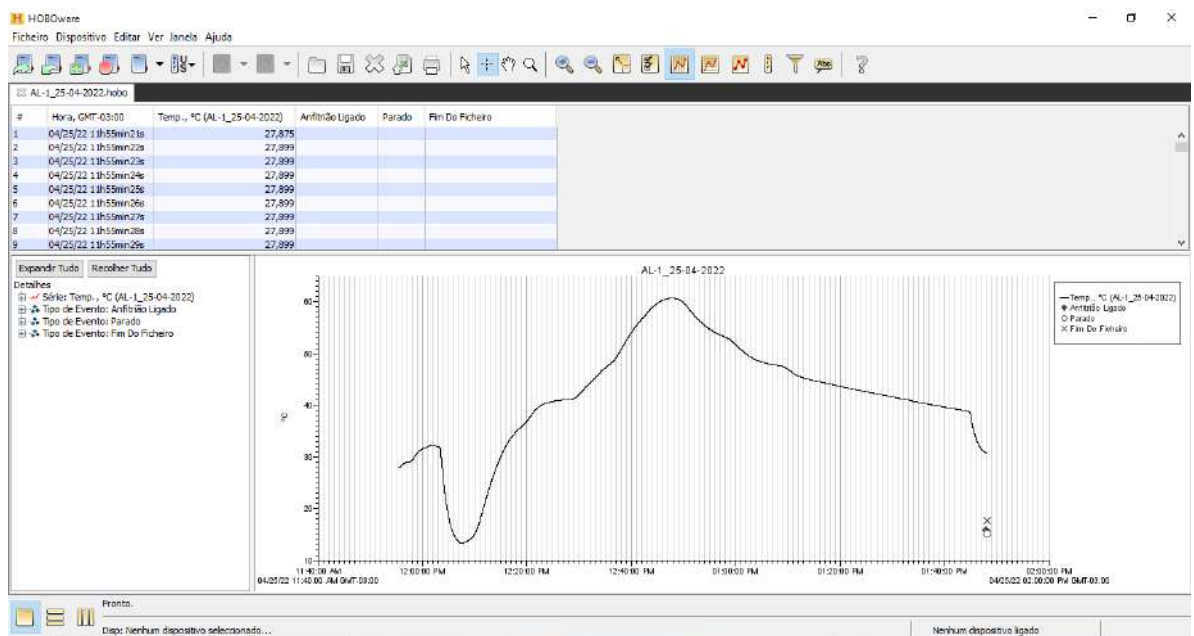 HOBOware
Ficheiro Dispositivo Editar Ver Janela Ajuda
AL-1_25-04-2022.hobo
# Hora, GMT-03:00 Temp., °C (AL-1_25-04-2022) Anfitrião Ligado Parado Fim Do Ficheiro
1 04/25/22 11h55min21s 27,875
2 04/25/22 11h55min22s 27,899
3 04/25/22 11h55min23s 27,899
4 04/25/22 11h55min24s 27,899
5 04/25/22 11h55min25s 27,899
6 04/25/22 11h55min26s 27,899
7 04/25/22 11h55min27s 27,899
8 04/25/22 11h55min28s 27,899
9 04/25/22 11h55min29s 27,899
Expandir Tudo Recolher Tudo
Detalhes
Série: Temp., °C (AL-1_25-04-2022)
Tipo de Evento: Anfitrião Ligado
Tipo de Evento: Parado
Tipo de Evento: Fim Do Ficheiro
AL-1_25-04-2022
60
50
40
°C
30
20
10
11:40:00 AM 12:00:00 PM 12:20:00 PM 12:40:00 PM 01:00:00 PM 01:20:00 PM 01:40:00 PM 02:00:00 PM
04/25/22 11:40:00 AM GMT-03:00 04/25/22 02:00:00 PM GMT-03:00
Temp., °C (AL-1_25-04-2022)
Anfitrião Ligado
Parado
Fim Do Ficheiro
Pronto.
Disp: Nenhum dispositivo seleccionado... Nenhum dispositivo ligado